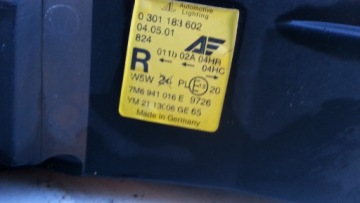 Automotive
Lighting
0 301 183 602
04.05.01
824
R
011b 02A 04HR
04HC
W5W PL E 20
7M6 941 016 E 9726
YM 21 13006 GE 65
Made in Germany